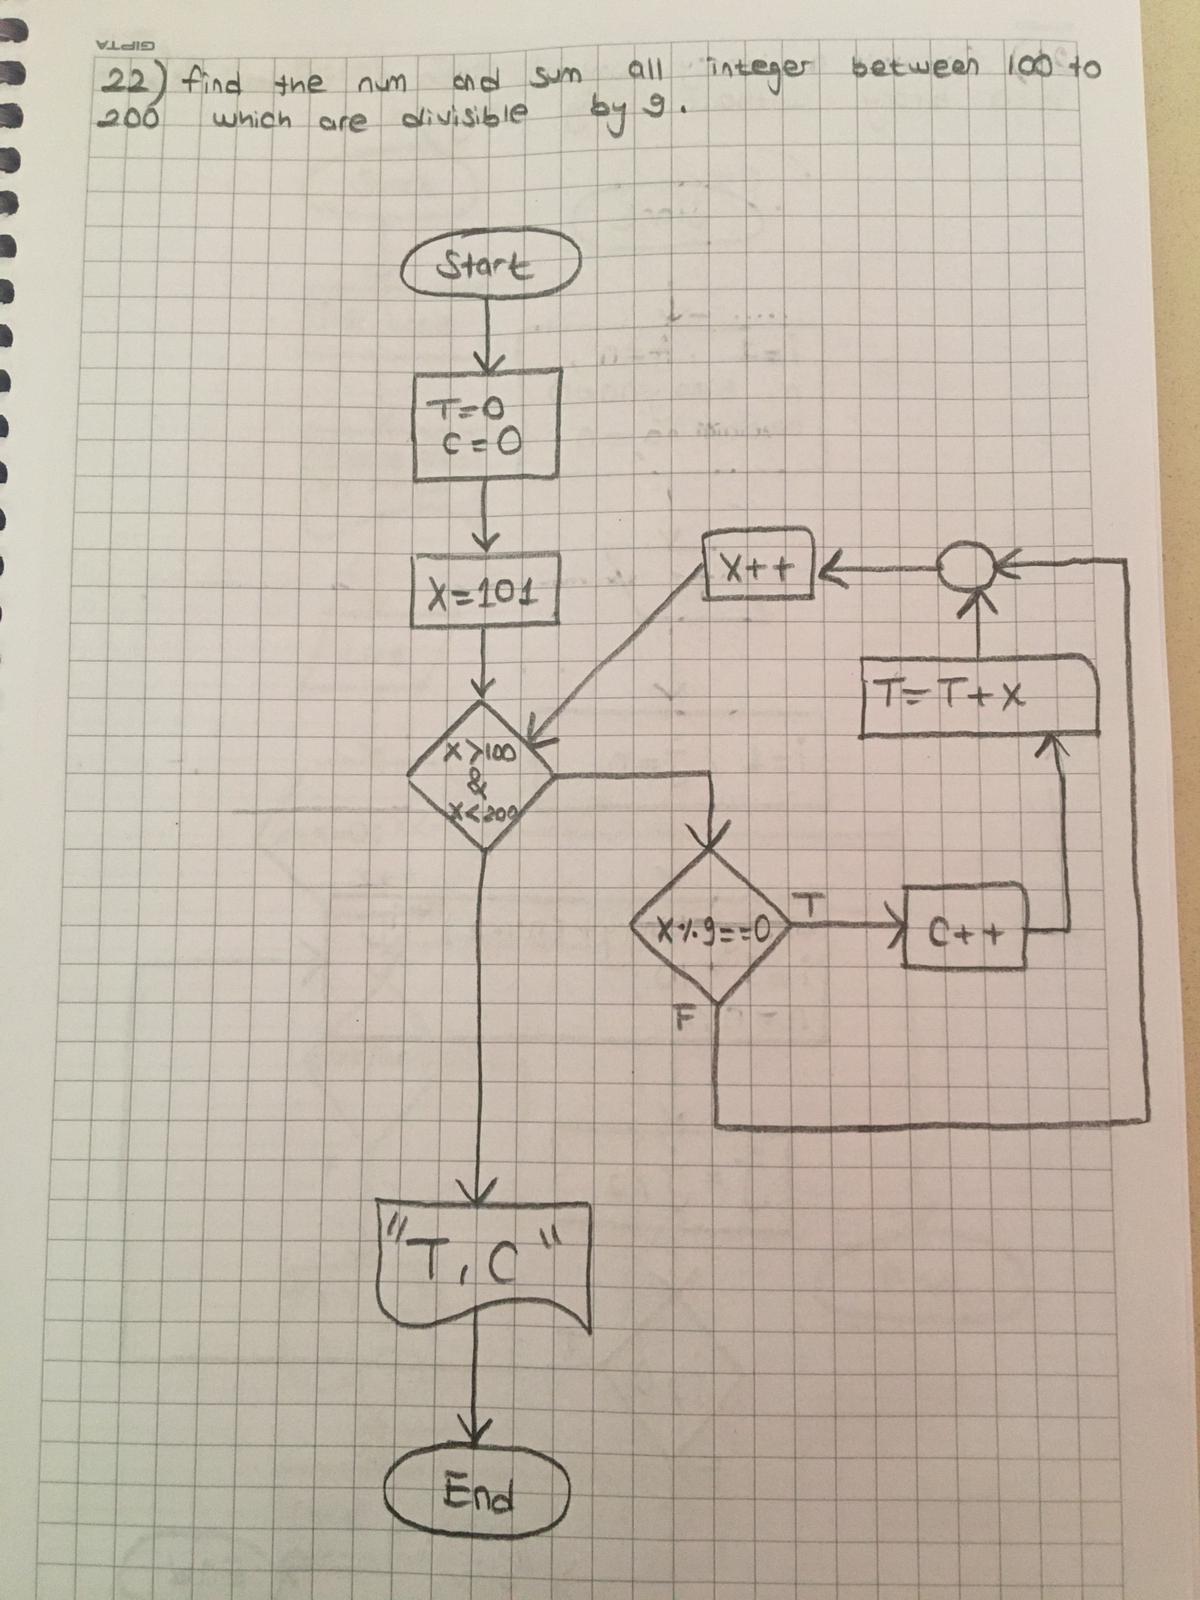 GIPTA
22) find the num and sum all integer between 100 to
200 which are divisible by 9.
Start
T=0
C=0
X=101
X++
T=T+X
X>100
&
X<200
X%9==0
T
C++
F
"T, C"
End